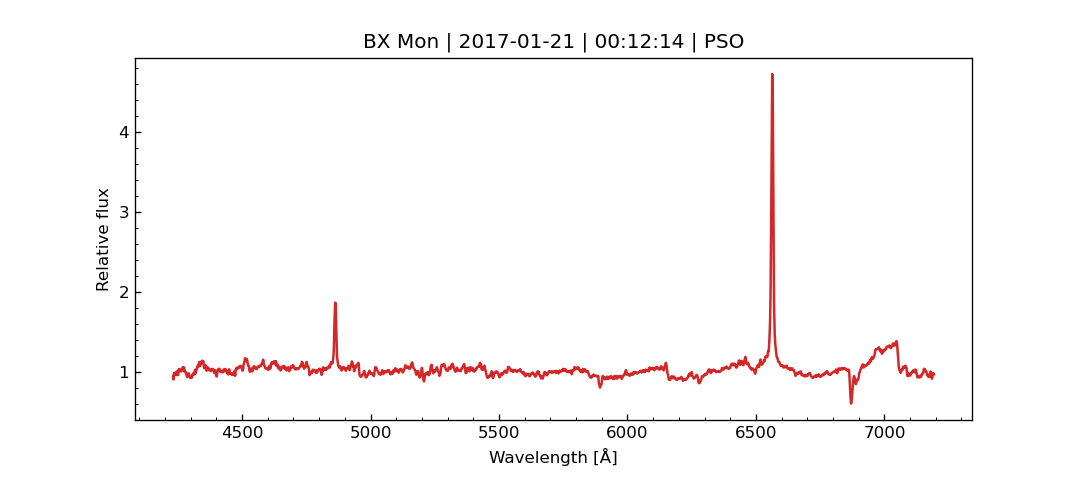 BX Mon | 2017-01-21 | 00:12:14 | PSO
4
3
2
1
Relative flux
4500 5000 5500 6000 6500 7000
Wavelength [Å]